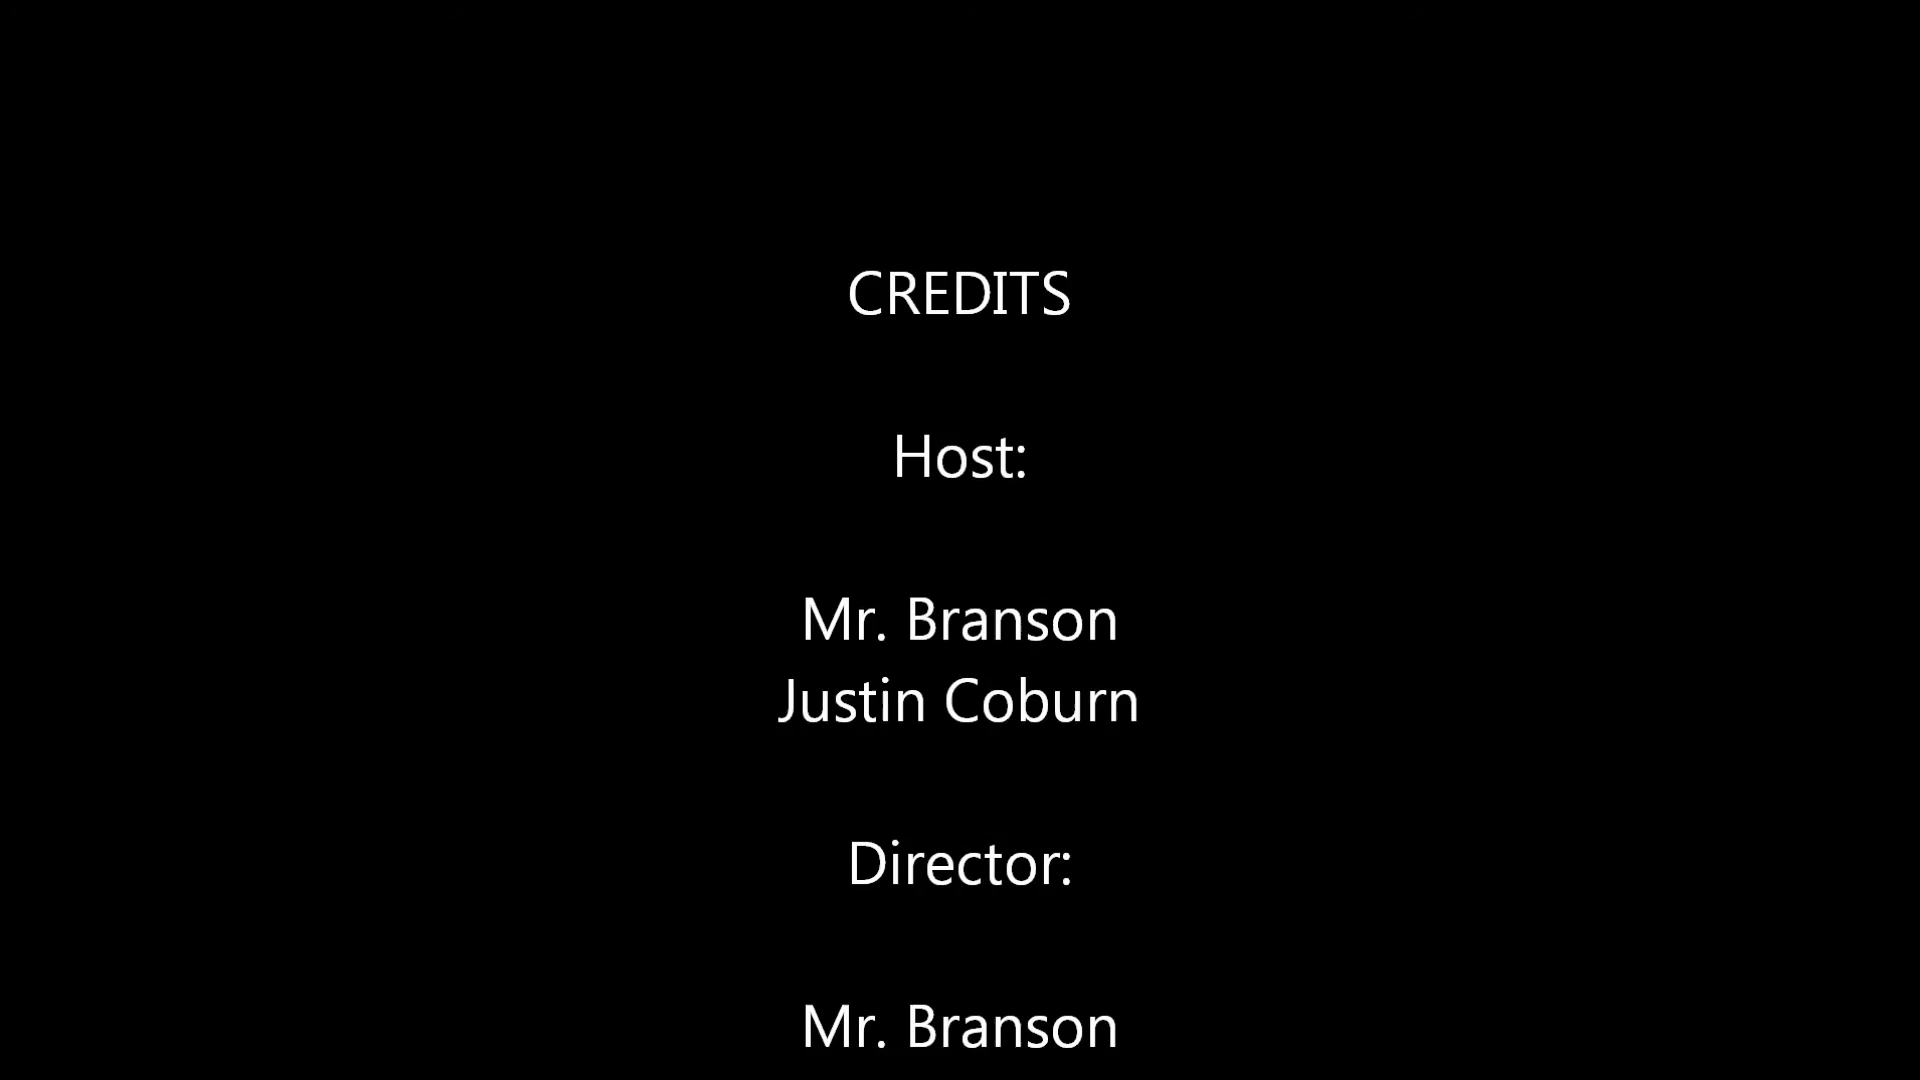 CREDITS
Host:
Mr. Branson
Justin Coburn
Director:
Mr. Branson